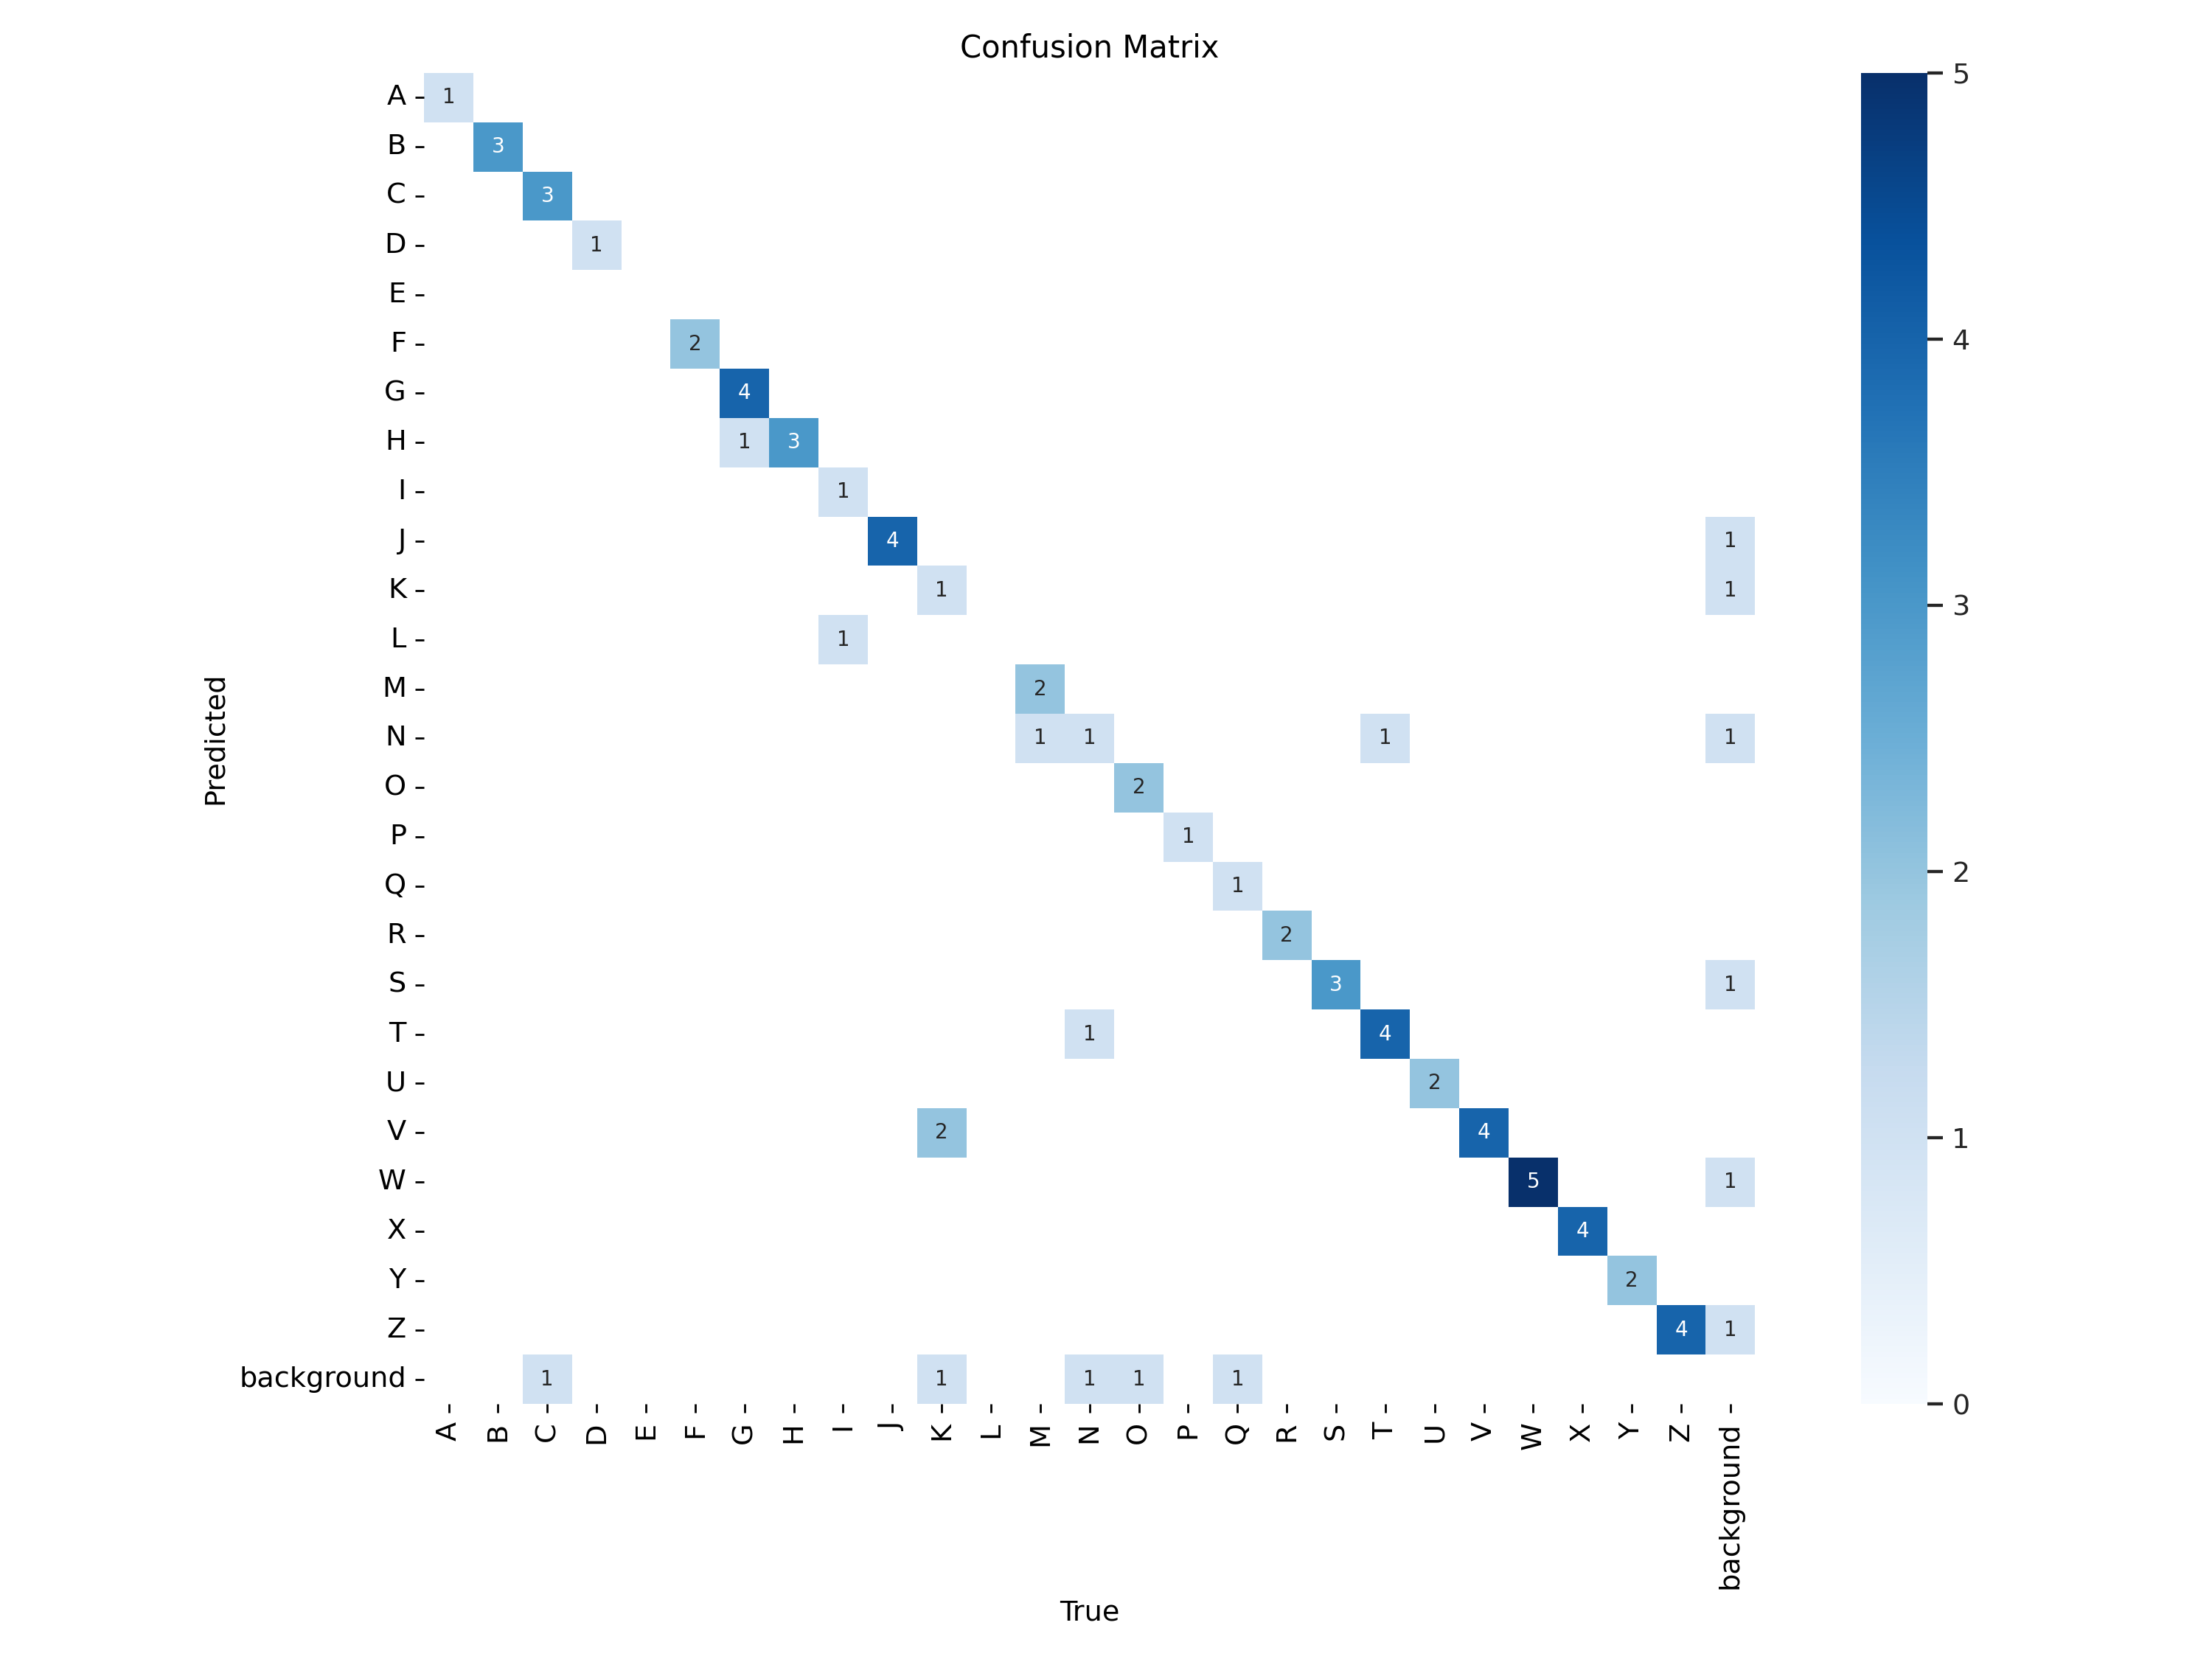 Confusion Matrix
A 1
B 3
C 3
D 1
E
F 2
G 4
H 1 3
I 1
J 4 1
K 1 1
L 1
M 2
N 1 1 1 1
O 2
P 1
Q 1
R 2
S 3 1
T 1 4
U 2
V 2 4
W 5 1
X 4
Y 2
Z 4 1
background 1 1 1 1 1
A B C D E F G H I J K L M N O P Q R S T U V W X Y Z background
True
Predicted
5
4
3
2
1
0